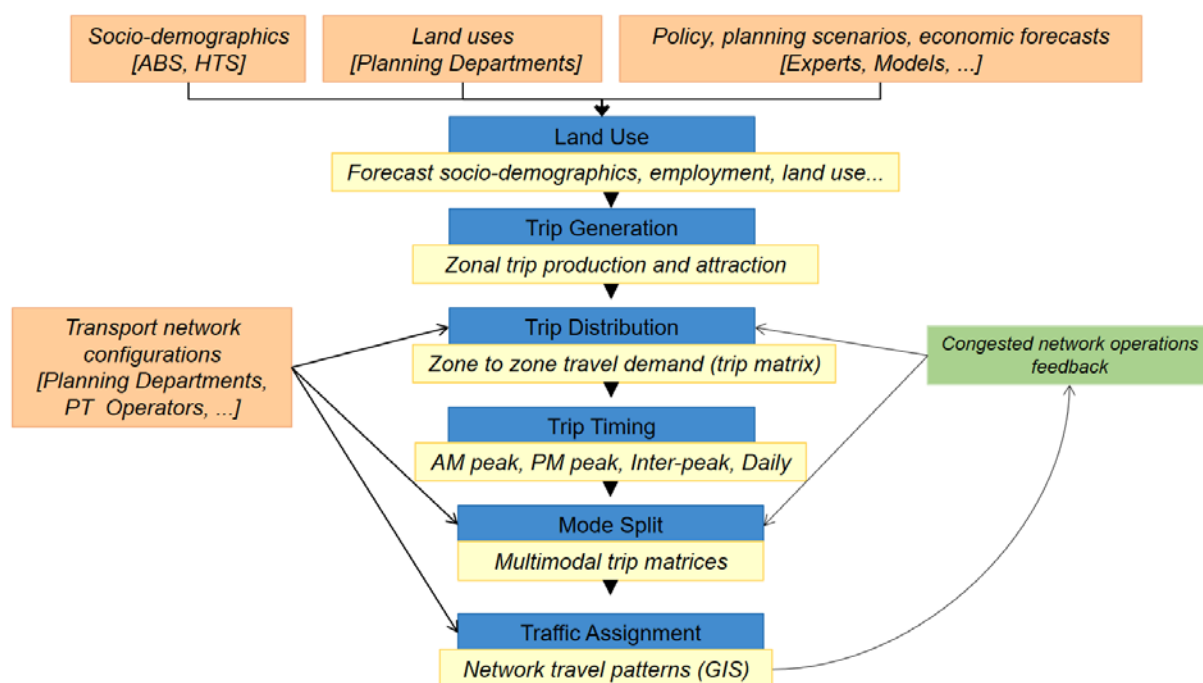 Socio-demographics
[ABS, HTS]
Land uses
[Planning Departments]
Policy, planning scenarios, economic forecasts
[Experts, Models, ...]
Land Use
Forecast socio-demographics, employment, land use...
Trip Generation
Zonal trip production and attraction
Transport network
configurations
[Planning Departments,
PT Operators, ...]
Trip Distribution
Zone to zone travel demand (trip matrix)
Congested network operations
feedback
Trip Timing
AM peak, PM peak, Inter-peak, Daily
Mode Split
Multimodal trip matrices
Traffic Assignment
Network travel patterns (GIS)